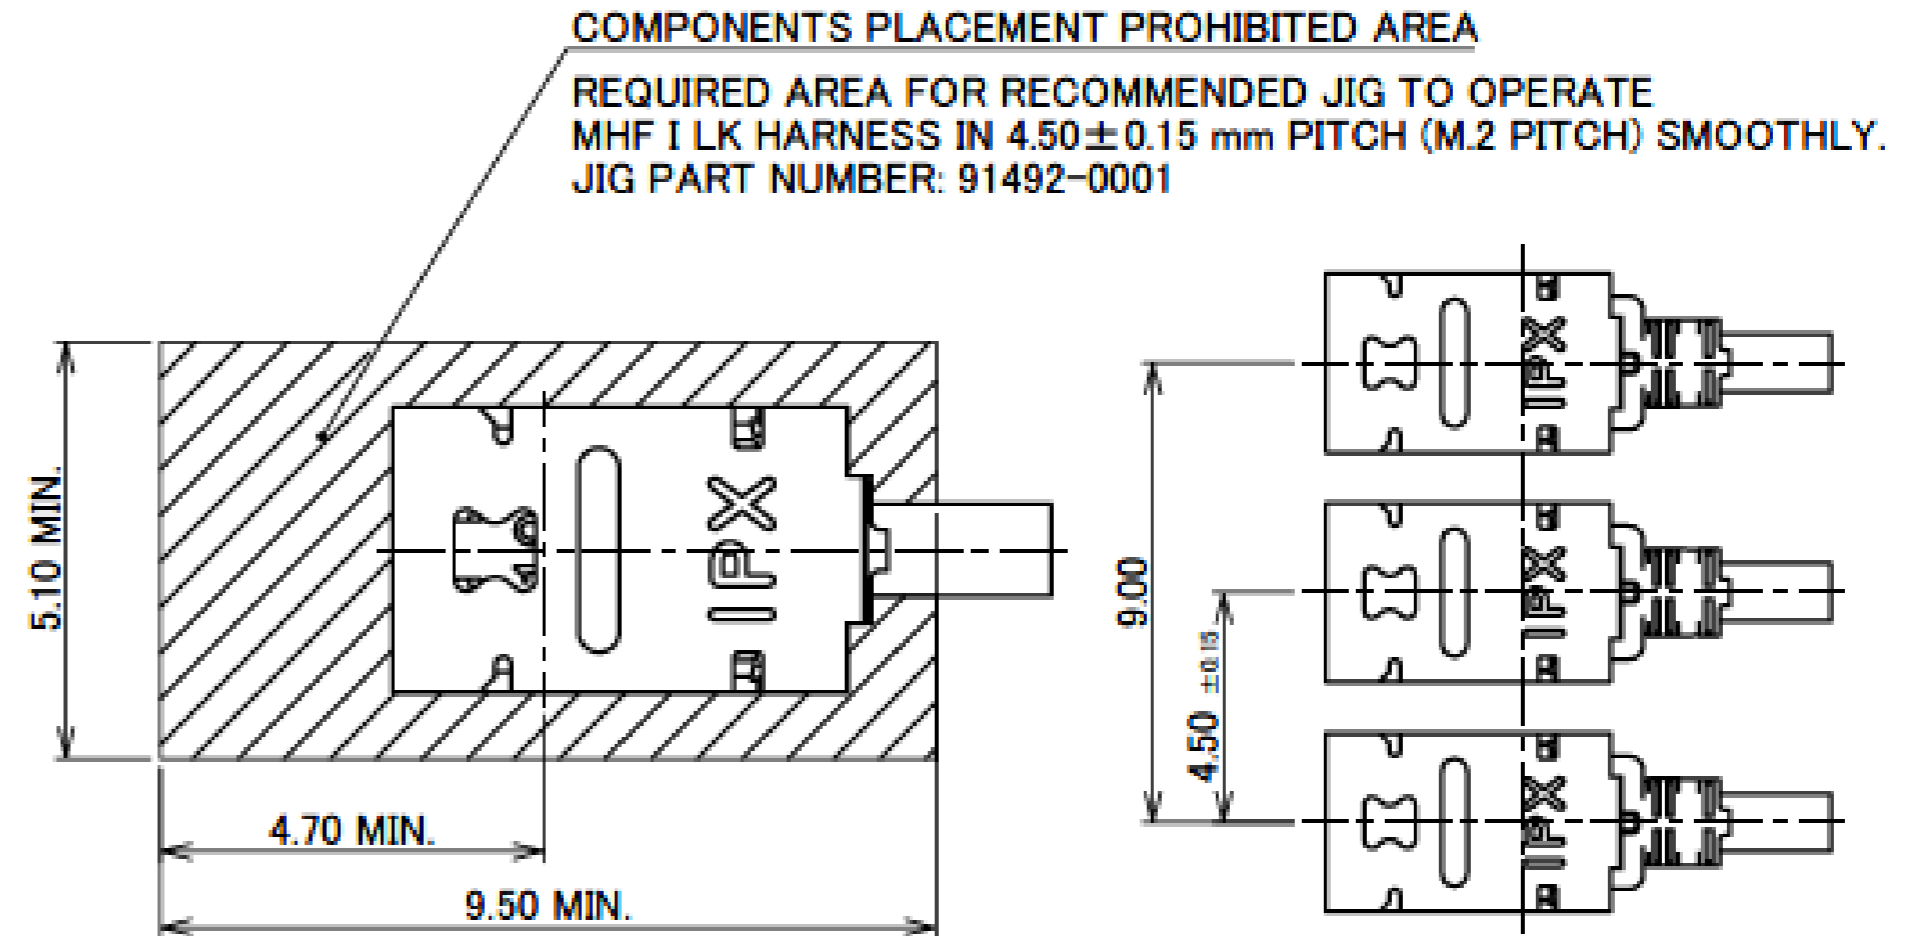 COMPONENTS PLACEMENT PROHIBITED AREA
REQUIRED AREA FOR RECOMMENDED JIG TO OPERATE
MHF I LK HARNESS IN 4.50±0.15 mm PITCH (M.2 PITCH) SMOOTHLY.
JIG PART NUMBER: 91492-0001
5.10 MIN.
IPX
4.70 MIN.
9.50 MIN.
9.00
4.50 ±0.15
IPX
IPX
IPX